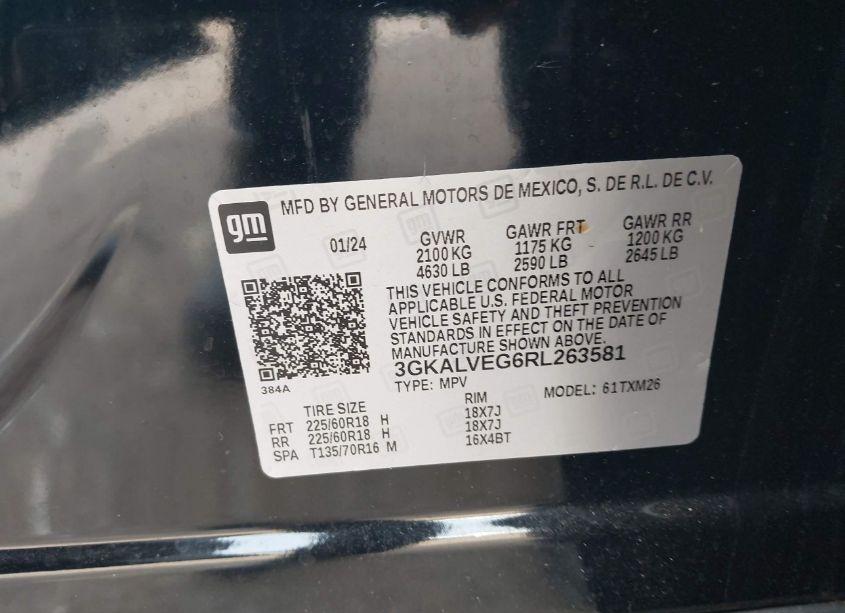 gm
MFD BY GENERAL MOTORS DE MEXICO, S. DE R.L. DE C.V.
01/24 GVWR GAWR FRT GAWR RR
2100 KG 1175 KG 1200 KG
4630 LB 2590 LB 2645 LB
THIS VEHICLE CONFORMS TO ALL
APPLICABLE U.S. FEDERAL MOTOR
VEHICLE SAFETY AND THEFT PREVENTION
STANDARDS IN EFFECT ON THE DATE OF
MANUFACTURE SHOWN ABOVE.
384A
3GKALVEG6RL263581
TYPE: MPV MODEL: 61TXM26
TIRE SIZE RIM
FRT 225/60R18 H 18X7J
RR 225/60R18 H 18X7J
SPA T135/70R16 M 16X4BT